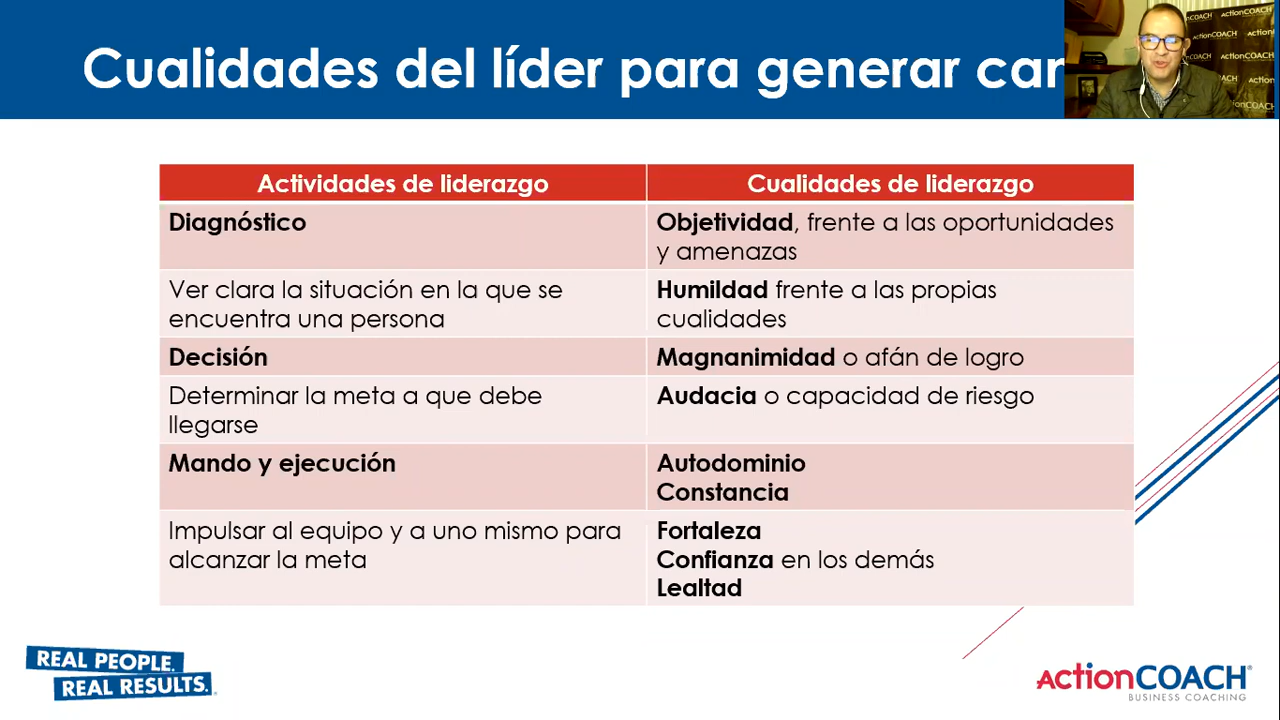 Cualidades del líder para generar
Actividades de liderazgo
Cualidades de liderazgo
Diagnóstico
Objetividad, frente a las oportunidades
y amenazas
Ver clara la situación en la que se
encuentra una persona
Humildad frente a las propias
cualidades
Decisión
Magnanimidad o afán de logro
Determinar la meta a que debe
llegarse
Audacia o capacidad de riesgo
Mando y ejecución
Autodominio
Constancia
Impulsar al equipo y a uno mismo para
alcanzar la meta
Fortaleza
Confianza en los demás
Lealtad
REAL PEOPLE.
REAL RESULTS.
ActionCOACH
BUSINESS COACHING
ActionCOACH
ActionCOACH